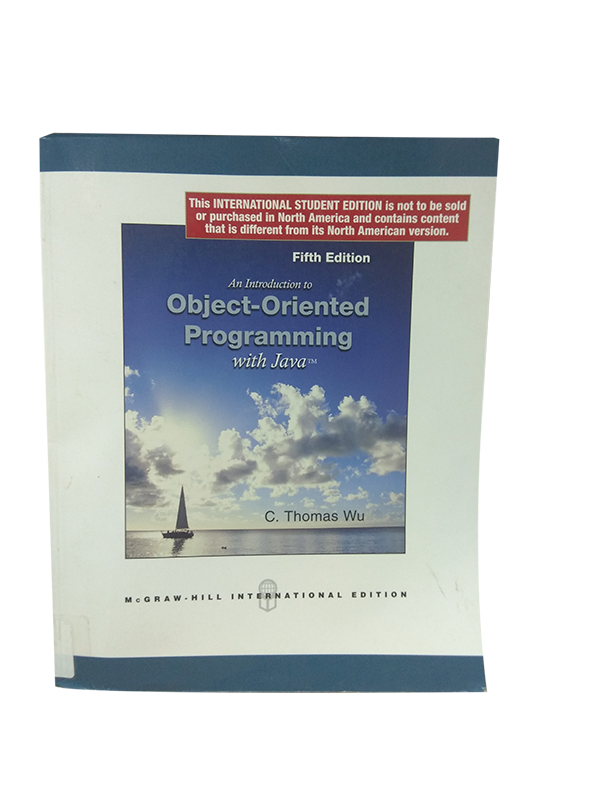 This INTERNATIONAL STUDENT EDITION is not to be sold
or purchased in North America and contains content
that is different from its North American version.
Fifth Edition
An Introduction to
Object-Oriented
Programming
with Java™
C. Thomas Wu
McGRAW-HILL INTERNATIONAL EDITION